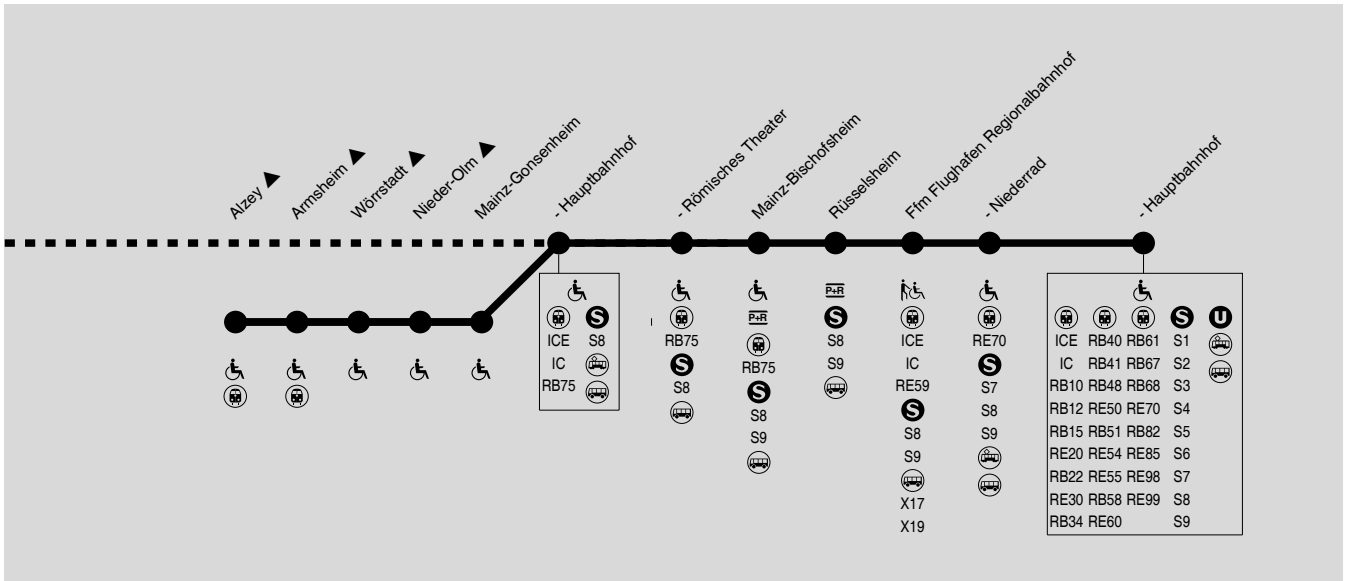 Alzey
Armsheim
Wörrstadt
Nieder-Olm
Mainz-Gonsenheim
- Hauptbahnhof
- Römisches Theater
Mainz-Bischofsheim
Rüsselsheim
Ffm Flughafen Regionalbahnhof
- Niederrad
- Hauptbahnhof
S
ICE S8
IC
RB75
RB75
S
S8
P+R
RB75
S
S8
S9
P+R
S
S8
S9
ICE
IC
RE59
S
S8
S9
X17
X19
RE70
S
S7
S8
S9
S U
ICE RB40 RB61 S1
IC RB41 RB67 S2
RB10 RB48 RB68 S3
RB12 RE50 RE70 S4
RB15 RB51 RB82 S5
RE20 RE54 RE85 S6
RB22 RE55 RE98 S7
RE30 RB58 RE99 S8
RB34 RE60 S9